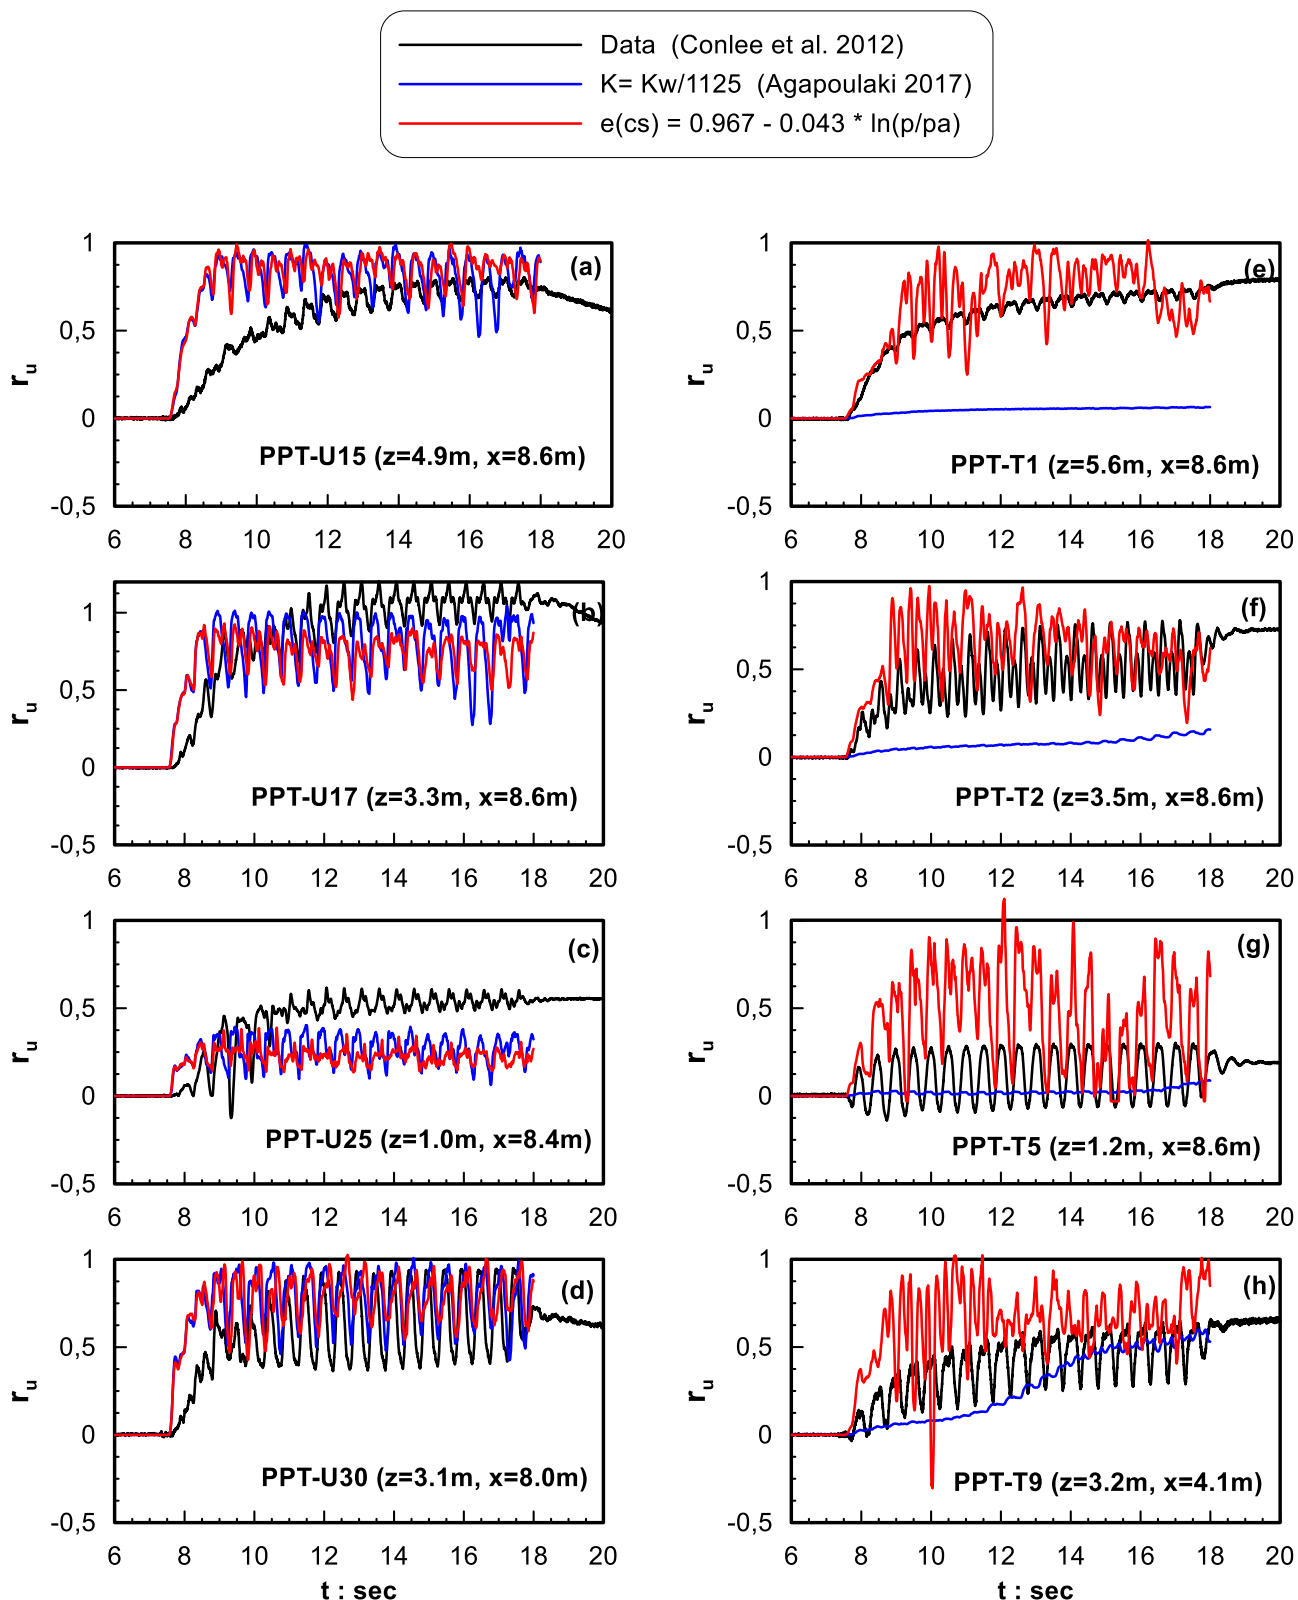 Data (Conlee et al. 2012)
K= Kw/1125 (Agapoulaki 2017)
e(cs) = 0.967 - 0.043 * ln(p/pa)
1
0,5
0
-0,5
r_u
(a)
PPT-U15 (z=4.9m, x=8.6m)
6 8 10 12 14 16 18 20
1
0,5
0
-0,5
r_u
(e)
PPT-T1 (z=5.6m, x=8.6m)
6 8 10 12 14 16 18 20
1
0,5
0
-0,5
r_u
(b)
PPT-U17 (z=3.3m, x=8.6m)
6 8 10 12 14 16 18 20
1
0,5
0
-0,5
r_u
(f)
PPT-T2 (z=3.5m, x=8.6m)
6 8 10 12 14 16 18 20
1
0,5
0
-0,5
r_u
(c)
PPT-U25 (z=1.0m, x=8.4m)
6 8 10 12 14 16 18 20
1
0,5
0
-0,5
r_u
(g)
PPT-T5 (z=1.2m, x=8.6m)
6 8 10 12 14 16 18 20
1
0,5
0
-0,5
r_u
(d)
PPT-U30 (z=3.1m, x=8.0m)
6 8 10 12 14 16 18 20
t : sec
1
0,5
0
-0,5
r_u
(h)
PPT-T9 (z=3.2m, x=4.1m)
6 8 10 12 14 16 18 20
t : sec